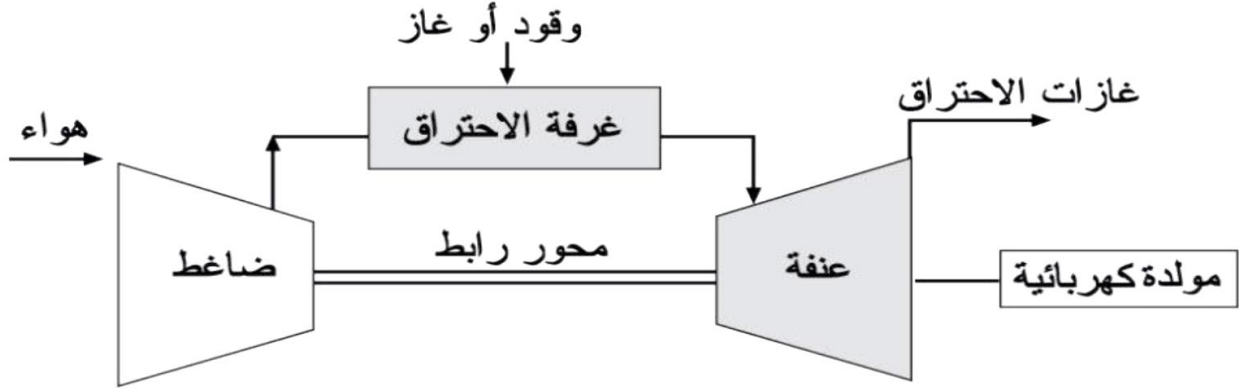 وقود أو غاز
غازات الاحتراق
هواء
غرفة الاحتراق
محور رابط
ضاغط
عنفة
مولدة كهربائية